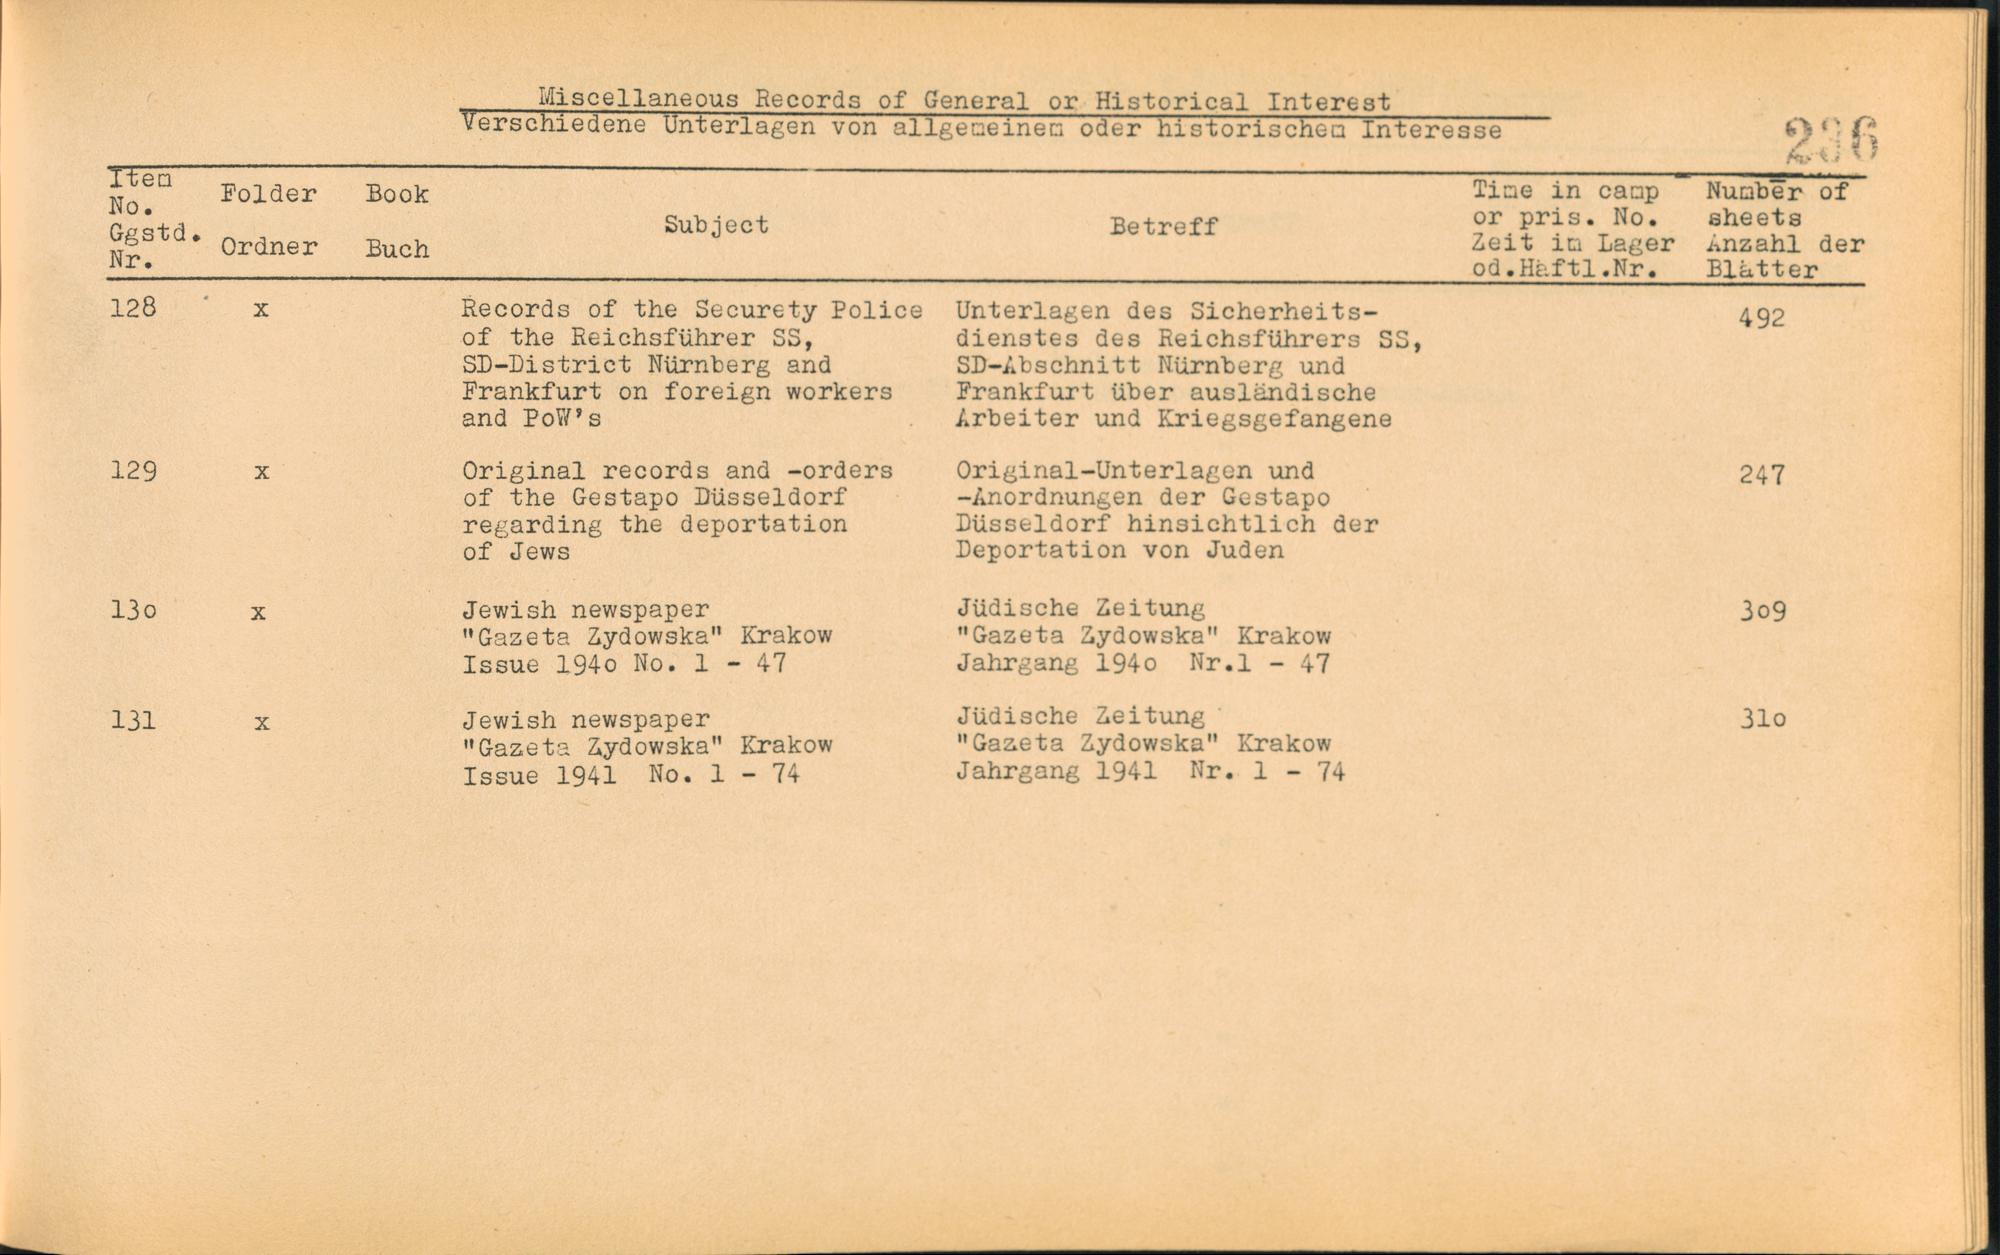 Miscellaneous Records of General or Historical Interest
Verschiedene Unterlagen von allgemeinem oder historischem Interesse
236
Item No. Ggstd. Nr. Folder Ordner Book Buch Subject Betreff Time in camp or pris. No. Zeit im Lager od.Häftl.Nr. Number of sheets Anzahl der Blätter
128 x Records of the Securety Police Unterlagen des Sicherheits- 492
of the Reichsführer SS, dienstes des Reichsführers SS,
SD-District Nürnberg and SD-Abschnitt Nürnberg und
Frankfurt on foreign workers Frankfurt über ausländische
and PoW's Arbeiter und Kriegsgefangene
129 x Original records and -orders Original-Unterlagen und 247
of the Gestapo Düsseldorf -Anordnungen der Gestapo
regarding the deportation Düsseldorf hinsichtlich der
of Jews Deportation von Juden
13o x Jewish newspaper Jüdische Zeitung 3o9
"Gazeta Zydowska" Krakow "Gazeta Zydowska" Krakow
Issue 194o No. 1 - 47 Jahrgang 194o Nr.1 - 47
131 x Jewish newspaper Jüdische Zeitung 31o
"Gazeta Zydowska" Krakow "Gazeta Zydowska" Krakow
Issue 1941 No. 1 - 74 Jahrgang 1941 Nr. 1 - 74